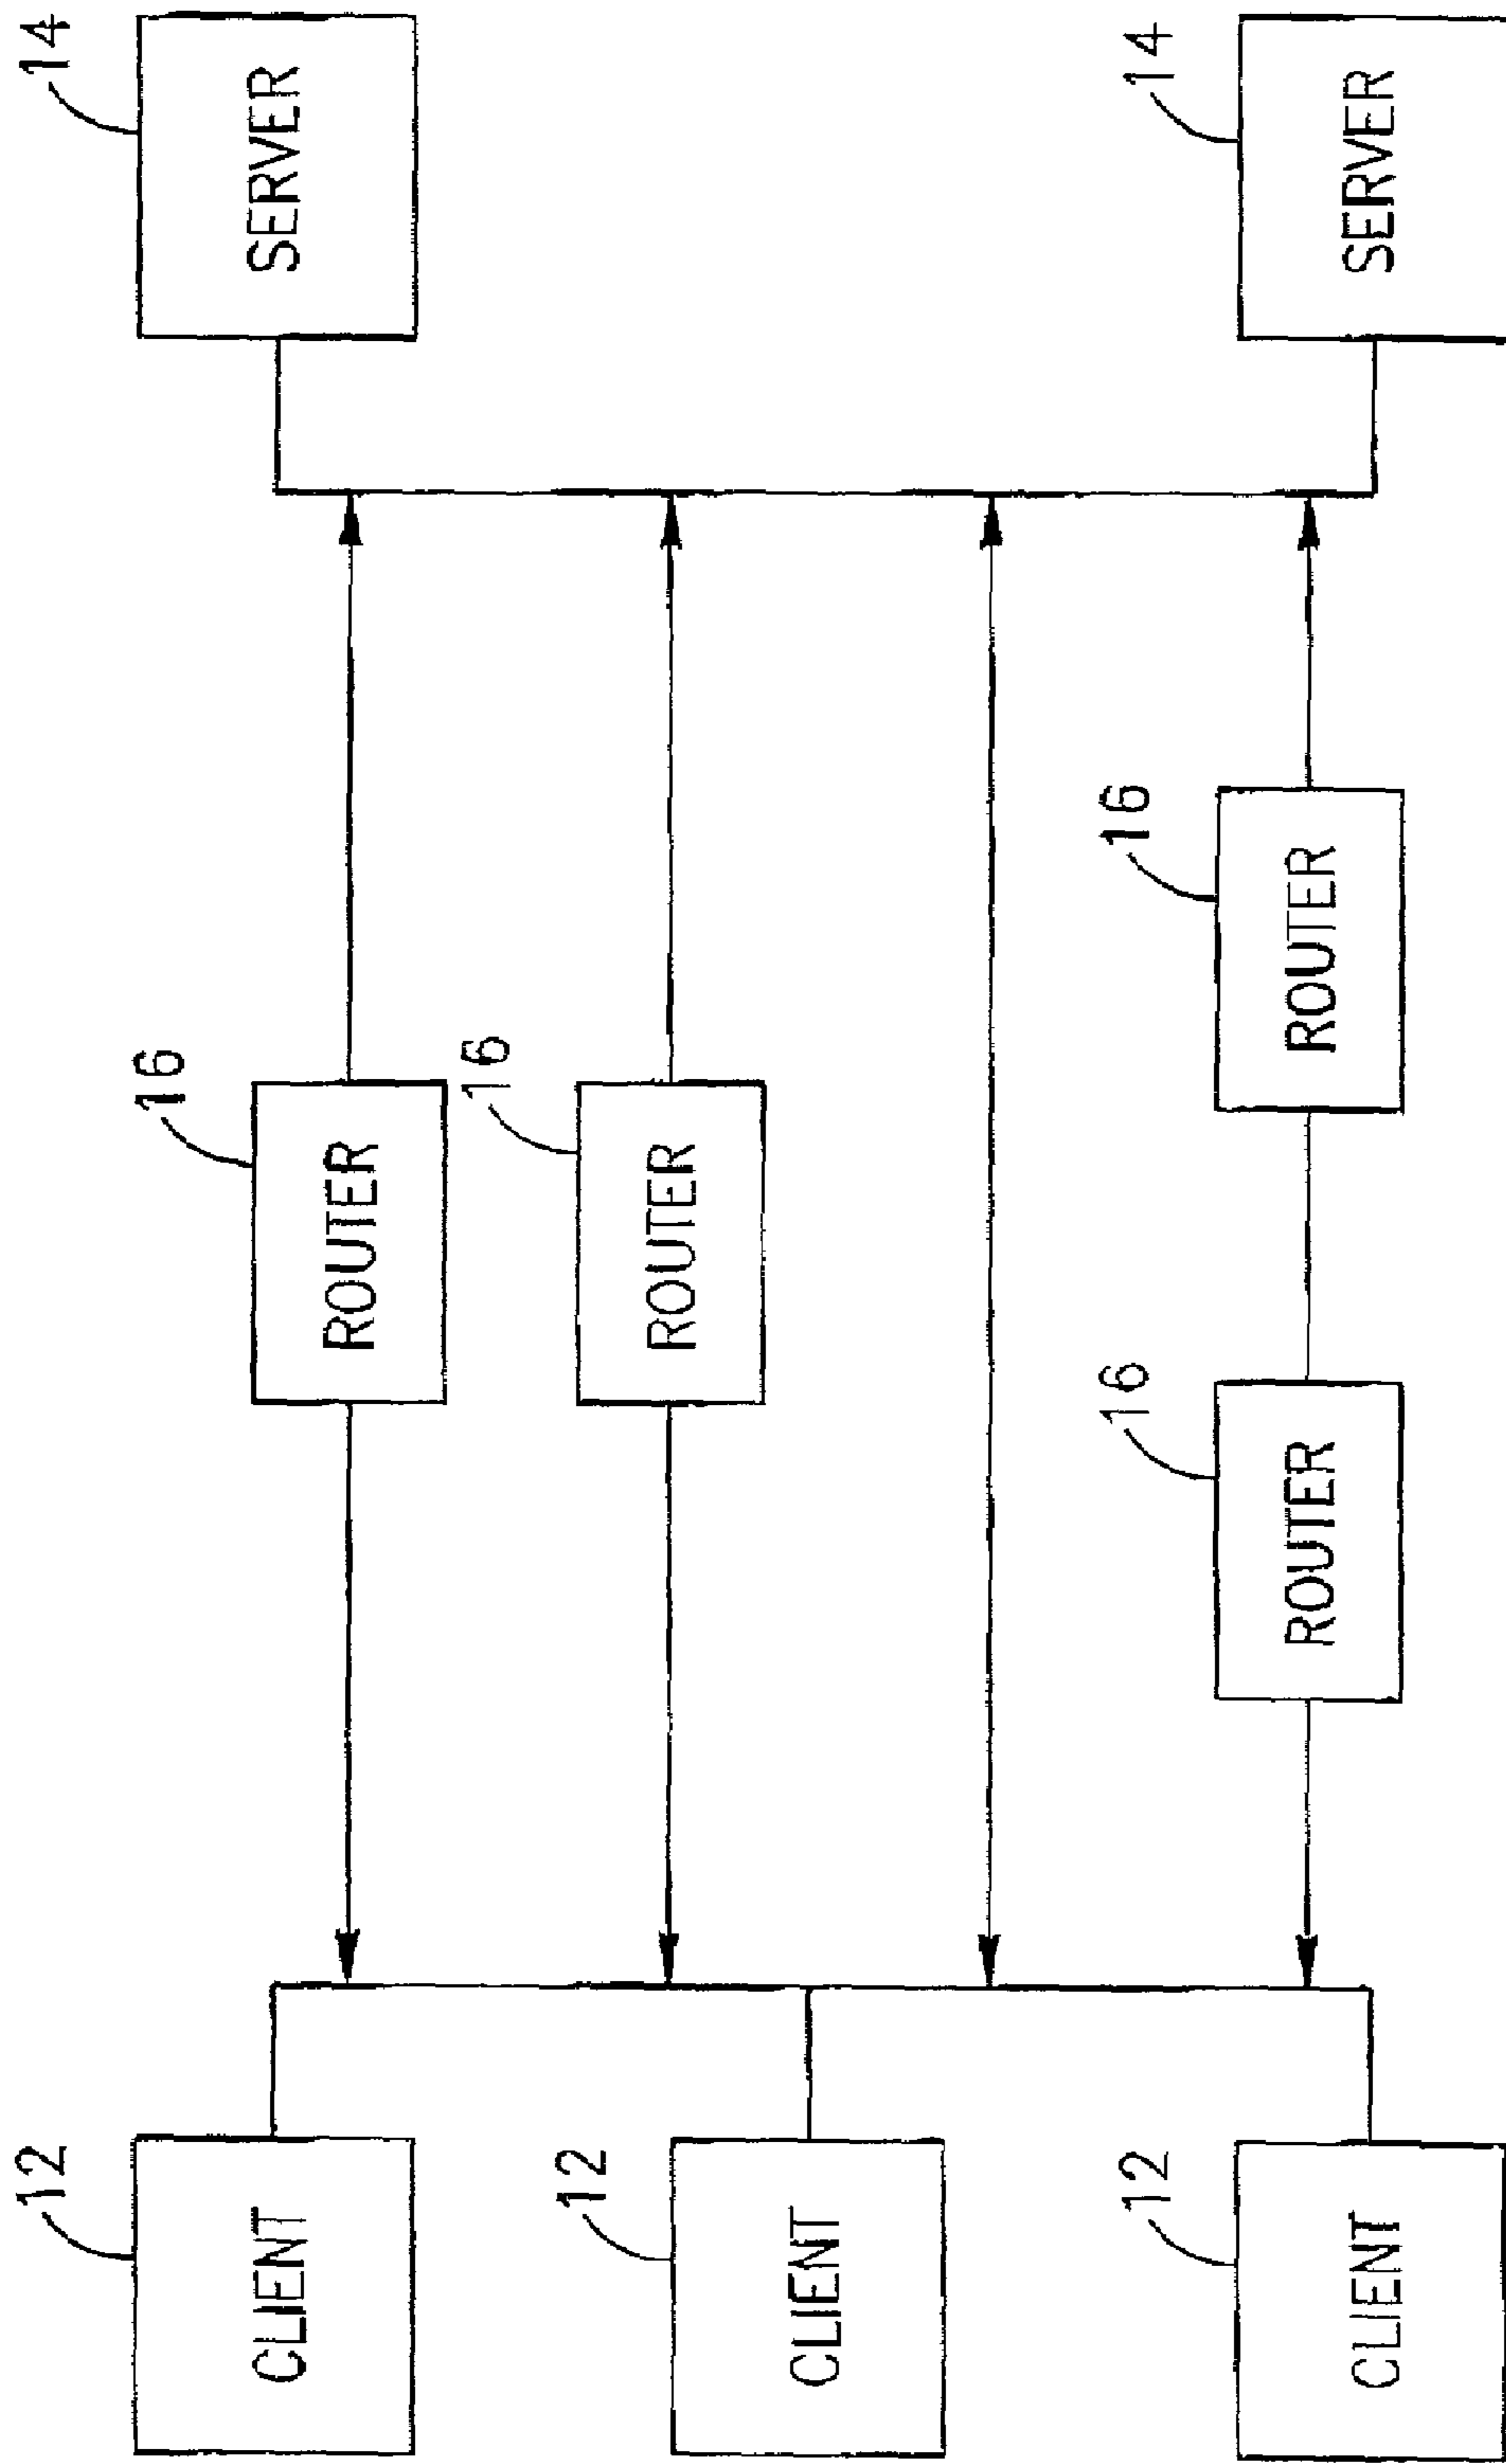 12
CLIENT
12
CLIENT
12
CLIENT
16
ROUTER
16
ROUTER
16
ROUTER
16
ROUTER
14
SERVER
14
SERVER